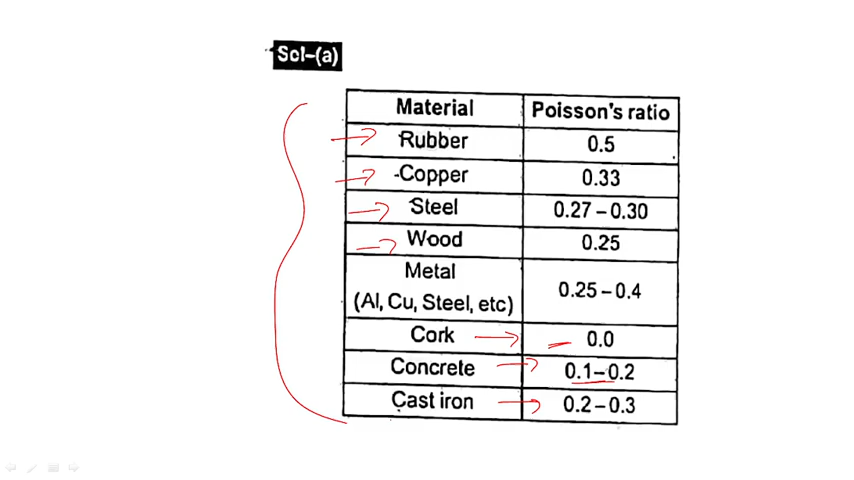 Sol–(a)
Material Poisson's ratio
Rubber 0.5
Copper 0.33
Steel 0.27 – 0.30
Wood 0.25
Metal
(Al, Cu, Steel, etc) 0.25 – 0.4
Cork 0.0
Concrete 0.1 – 0.2
Cast iron 0.2 – 0.3